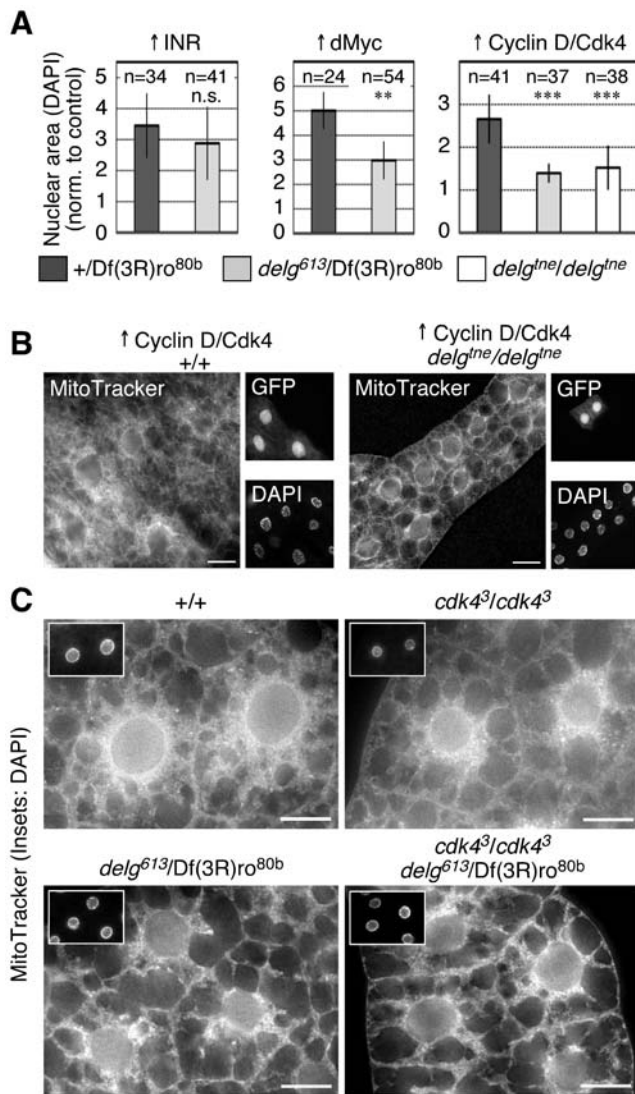 A
↑ INR
↑ dMyc
↑ Cyclin D/Cdk4
Nuclear area (DAPI)
(norm. to control)
5
4
3
2
1
0
n=34
n=41
n.s.
6
5
4
3
2
1
0
n=24
n=54
**
3
2
1
0
n=41
n=37
n=38
***
***
+/Df(3R)ro80b
delg613/Df(3R)ro80b
delgtne/delgtne
B
↑ Cyclin D/Cdk4
+/+
↑ Cyclin D/Cdk4
delgtne/delgtne
MitoTracker
GFP
DAPI
MitoTracker
GFP
DAPI
C
MitoTracker (Insets: DAPI)
+/+
cdk43/cdk43
delg613/Df(3R)ro80b
cdk43/cdk43
delg613/Df(3R)ro80b